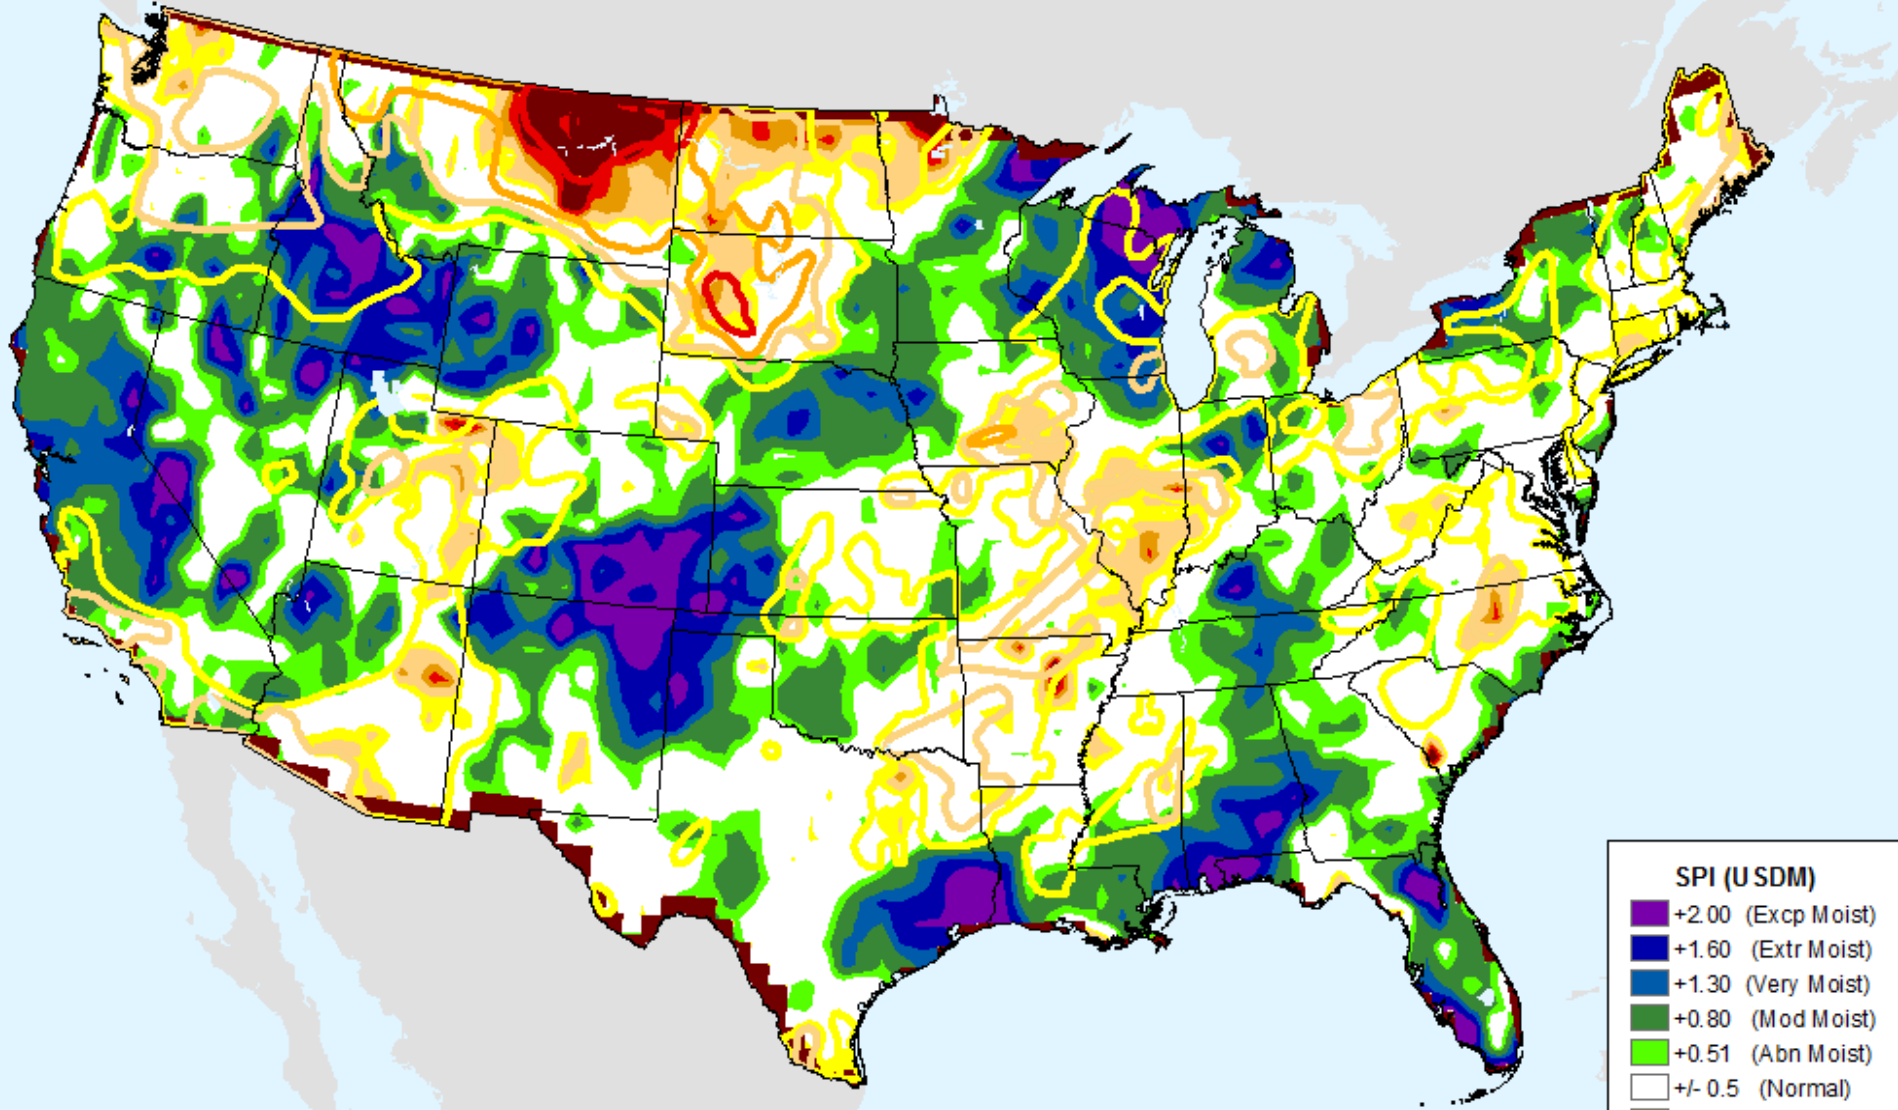 SPI (USDM)
+2.00 (Excp Moist)
+1.60 (Extr Moist)
+1.30 (Very Moist)
+0.80 (Mod Moist)
+0.51 (Abn Moist)
+/- 0.5 (Normal)